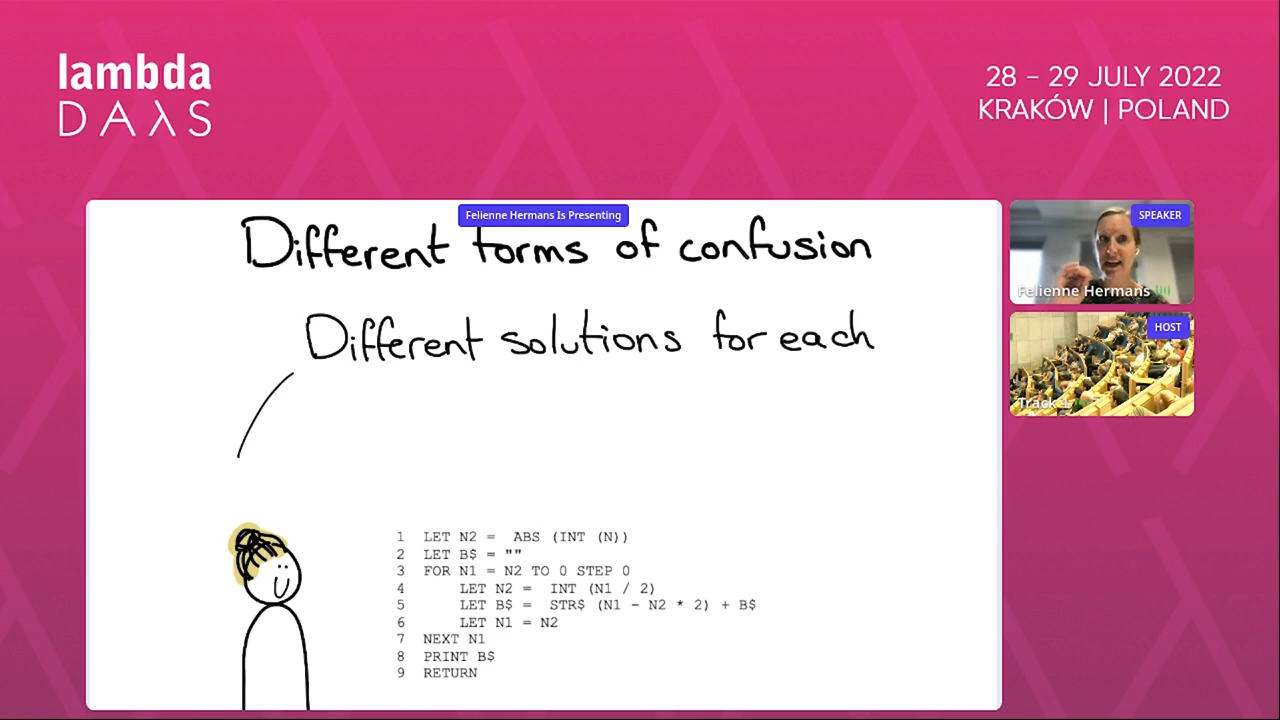 lambda
DAλS
28 – 29 JULY 2022
KRAKÓW | POLAND
Felienne Hermans Is Presenting
Different forms of confusion
Different solutions for each
SPEAKER
Felienne Hermans
HOST
Track 1
1 LET N2 = ABS (INT (N))
2 LET B$ = ""
3 FOR N1 = N2 TO 0 STEP 0
4 LET N2 = INT (N1 / 2)
5 LET B$ = STR$ (N1 - N2 * 2) + B$
6 LET N1 = N2
7 NEXT N1
8 PRINT B$
9 RETURN